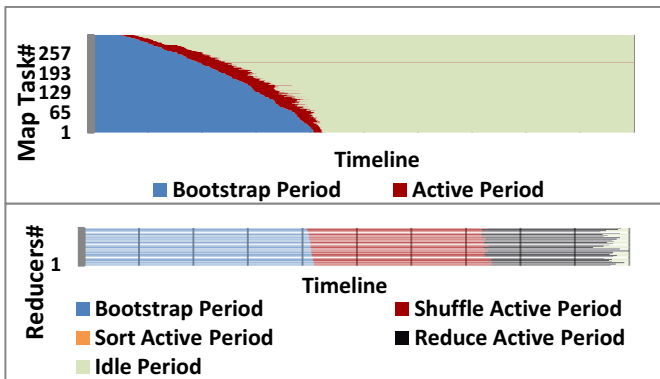 Map Task#
257
193
129
65
1
Timeline
Bootstrap Period
Active Period
Reducers#
1
Timeline
Bootstrap Period
Shuffle Active Period
Sort Active Period
Reduce Active Period
Idle Period